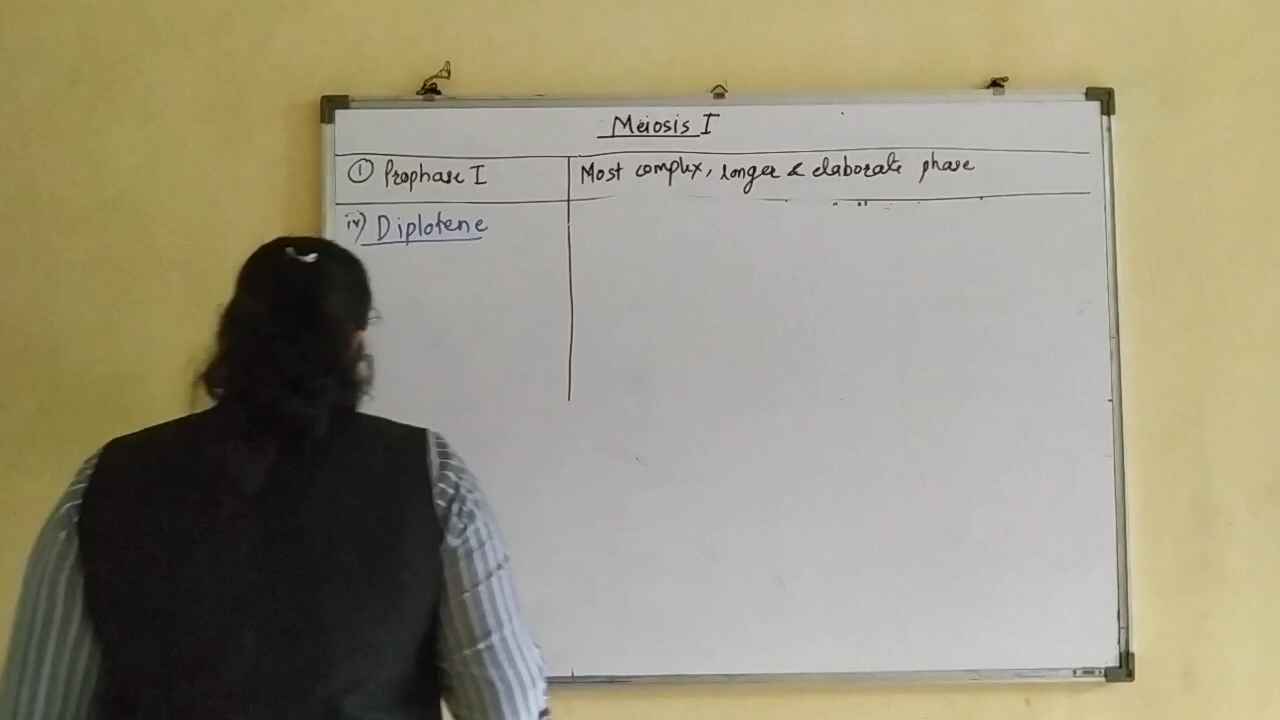 Meiosis I
① Prophase I Most complex, longer & elaborate phase
iv) Diplotene